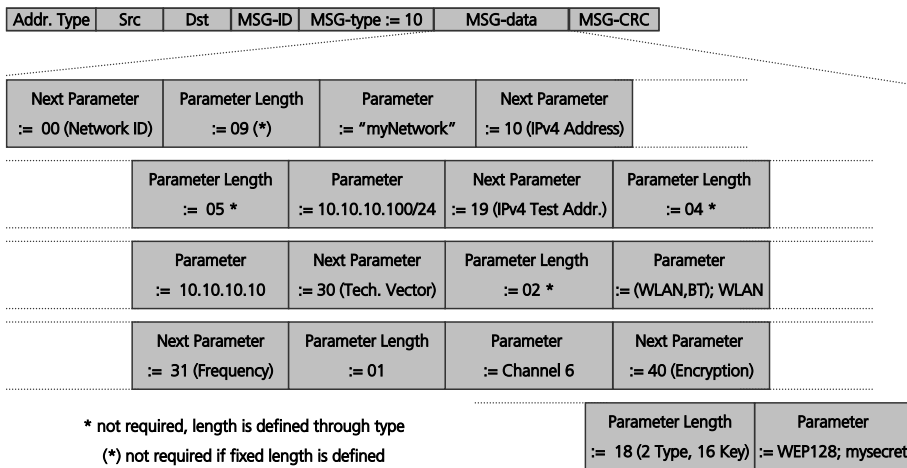 Addr. Type Src Dst MSG-ID MSG-type := 10 MSG-data MSG-CRC
Next Parameter Parameter Length Parameter Next Parameter
:= 00 (Network ID) := 09 (*) := “myNetwork” := 10 (IPv4 Address)
Parameter Length Parameter Next Parameter Parameter Length
:= 05 * := 10.10.10.100/24 := 19 (IPv4 Test Addr.) := 04 *
Parameter Next Parameter Parameter Length Parameter
:= 10.10.10.10 := 30 (Tech. Vector) := 02 * := (WLAN,BT); WLAN
Next Parameter Parameter Length Parameter Next Parameter
:= 31 (Frequency) := 01 := Channel 6 := 40 (Encryption)
Parameter Length Parameter
:= 18 (2 Type, 16 Key) := WEP128; mysecret
* not required, length is defined through type
(*) not required if fixed length is defined